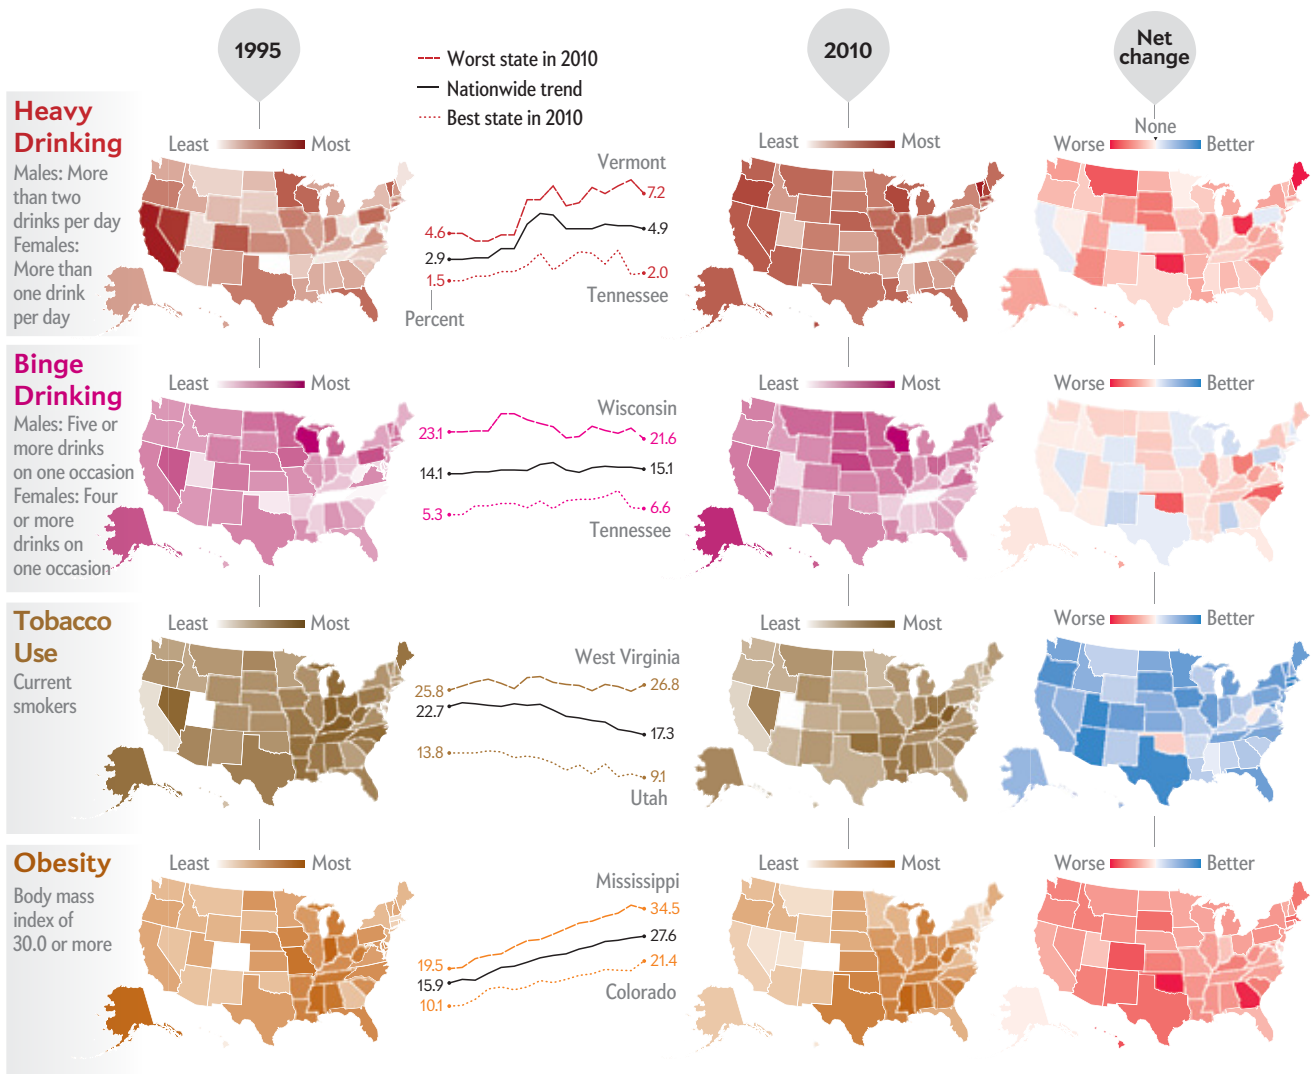 1995
2010
Net
change
Worst state in 2010
Nationwide trend
Best state in 2010
Heavy
Drinking
Males: More
than two
drinks per day
Females:
More than
one drink
per day
Least
Most
Vermont
7.2
4.9
2.0
4.6
2.9
1.5
Tennessee
Percent
Least
Most
None
Worse
Better
Binge
Drinking
Males: Five or
more drinks
on one occasion
Females: Four
or more
drinks on
one occasion
Least
Most
Wisconsin
23.1
21.6
14.1
15.1
5.3
6.6
Tennessee
Least
Most
Worse
Better
Tobacco
Use
Current
smokers
Least
Most
West Virginia
25.8
26.8
22.7
17.3
13.8
9.1
Utah
Least
Most
Worse
Better
Obesity
Body mass
index of
30.0 or more
Least
Most
Mississippi
34.5
27.6
21.4
19.5
15.9
10.1
Colorado
Least
Most
Worse
Better